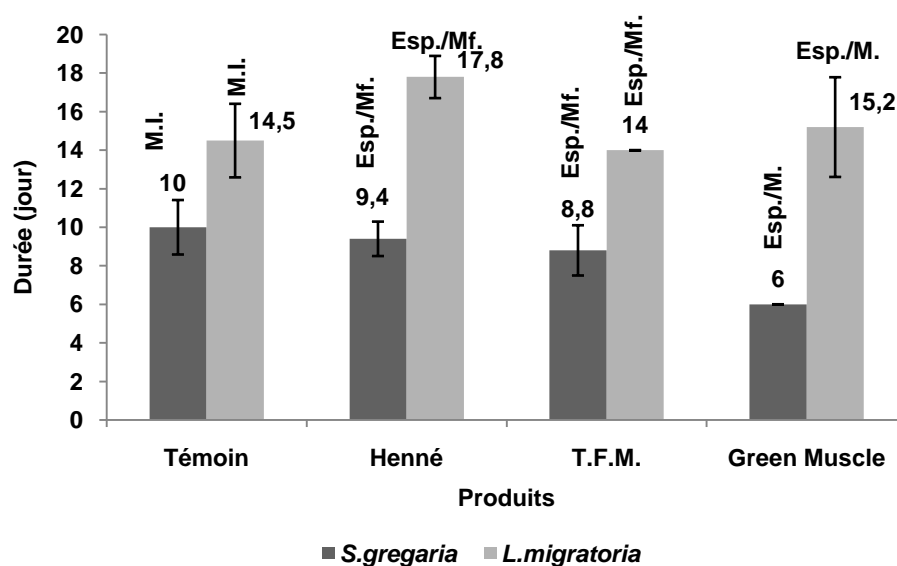 Durée (jour)
20
18
16
14
12
10
8
6
4
2
0
M.I.
10
M.I.
14,5
Esp./Mf.
9,4
Esp./Mf.
17,8
Esp./Mf.
8,8
Esp./Mf.
14
Esp./M.
6
Esp./M.
15,2
Témoin Henné T.F.M. Green Muscle
Produits
S.gregaria L.migratoria